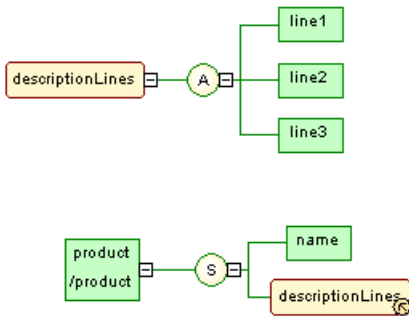 line1
descriptionLines
A
line2
line3
product
/product
S
name
descriptionLines